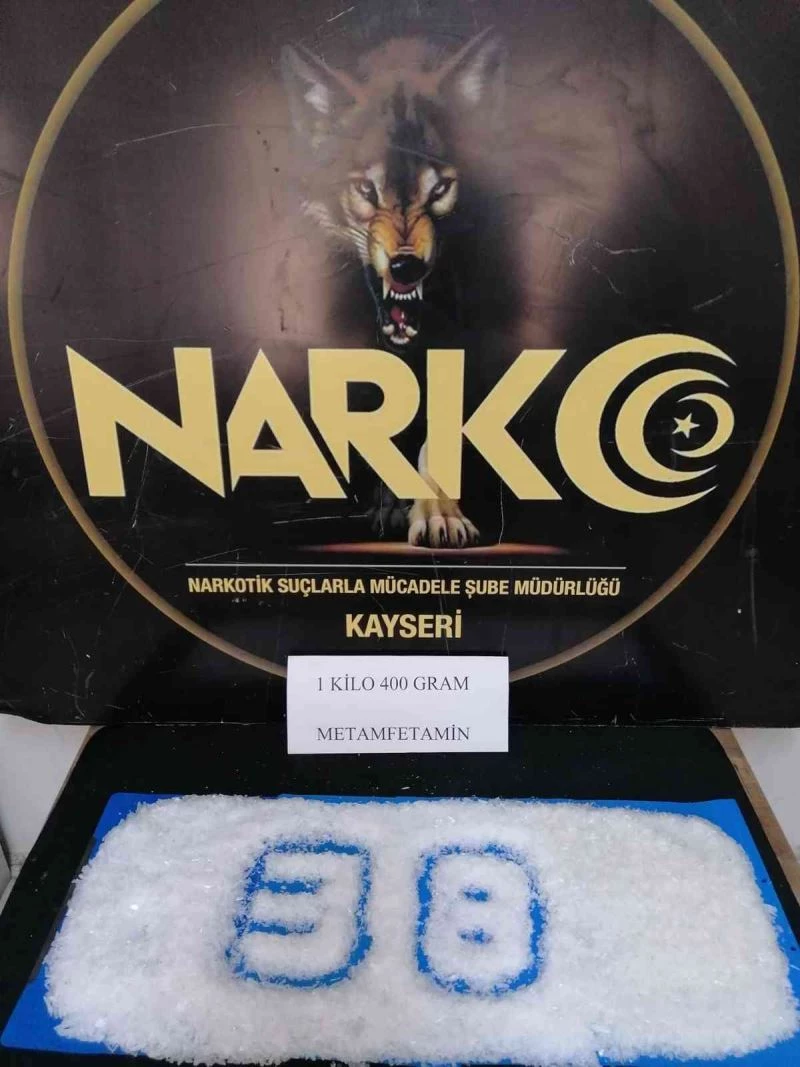 NARKO
NARKOTİK SUÇLARLA MÜCADELE ŞUBE MÜDÜRLÜĞÜ
KAYSERİ
1 KİLO 400 GRAM
METAMFETAMİN
38